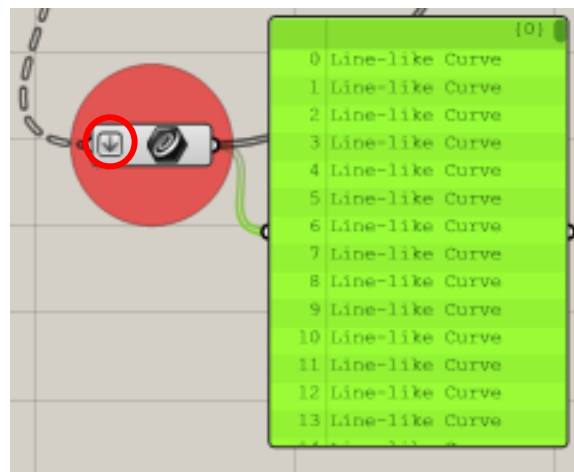 {0}
0 Line-like Curve
1 Line-like Curve
2 Line-like Curve
3 Line-like Curve
4 Line-like Curve
5 Line-like Curve
6 Line-like Curve
7 Line-like Curve
8 Line-like Curve
9 Line-like Curve
10 Line-like Curve
11 Line-like Curve
12 Line-like Curve
13 Line-like Curve